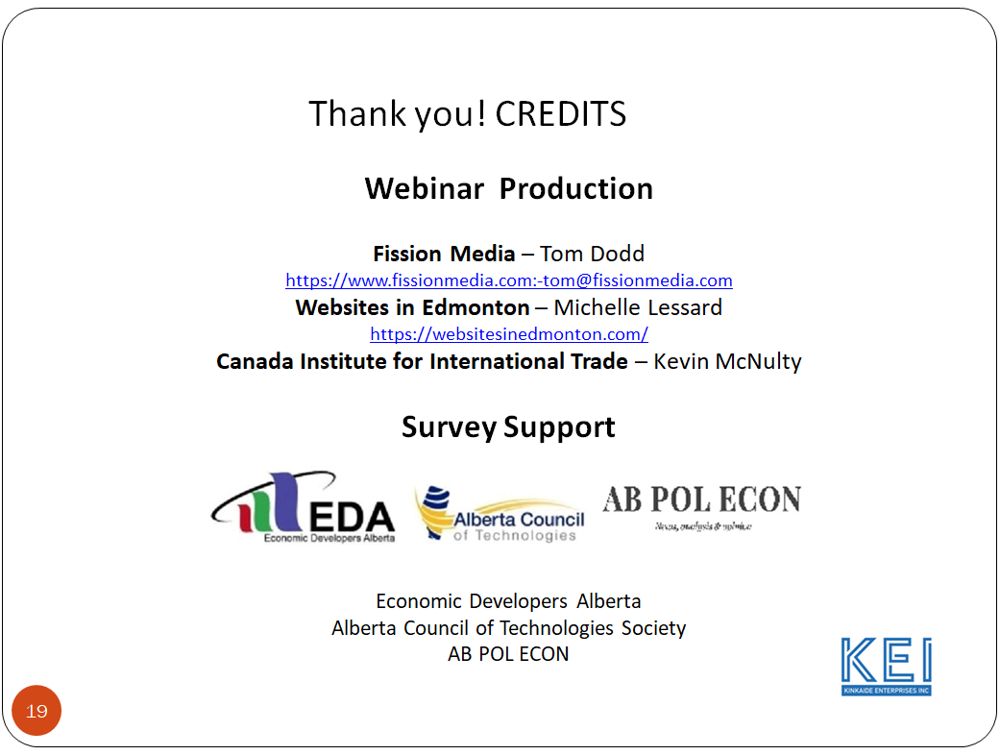 Thank you! CREDITS
Webinar Production
Fission Media – Tom Dodd
https://www.fissionmedia.com:-tom@fissionmedia.com
Websites in Edmonton – Michelle Lessard
https://websitesinedmonton.com/
Canada Institute for International Trade – Kevin McNulty
Survey Support
EDA
Economic Developers Alberta
Alberta Council
of Technologies
AB POL ECON
News, analysis & opinion
Economic Developers Alberta
Alberta Council of Technologies Society
AB POL ECON
KEI
KINKAIDE ENTERPRISES INC
19